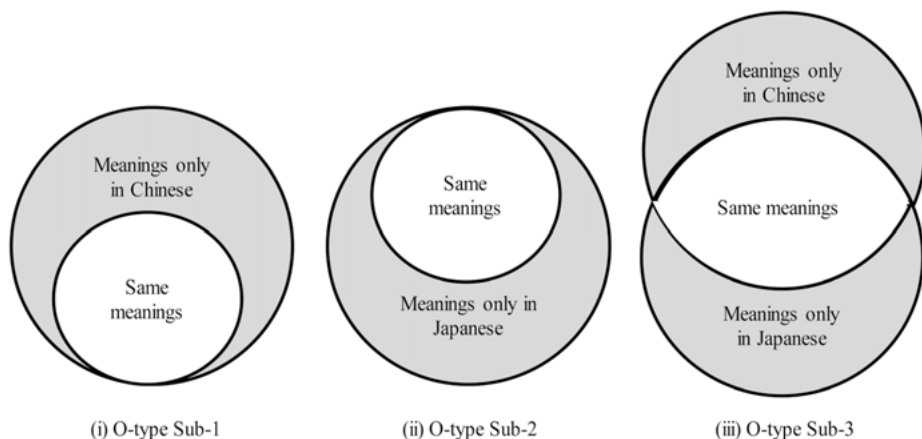 Meanings only
in Chinese
Same
meanings
(i) O-type Sub-1
Same
meanings
Meanings only in
Japanese
(ii) O-type Sub-2
Meanings only
in Chinese
Same meanings
Meanings only
in Japanese
(iii) O-type Sub-3